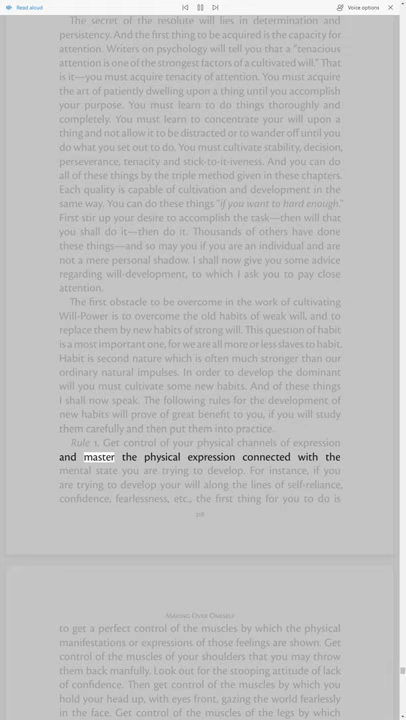 Read aloud
Voice options
The secret of the resolute will lies in determination and
persistency. And the first thing to be acquired is the capacity for
attention. Writers on psychology will tell you that a "tenacious
attention is one of the strongest factors of a cultivated will." That
is it—you must acquire tenacity of attention. You must acquire
the art of patiently dwelling upon a thing until you accomplish
your purpose. You must learn to do things thoroughly and
completely. You must learn to concentrate your will upon a
thing and not allow it to be distracted or to wander off until you
do what you set out to do. You must cultivate stability, decision,
perseverance, tenacity and stick-to-it-iveness. And you can do
all of these things by the triple method given in these chapters.
Each quality is capable of cultivation and development in the
same way. You can do these things "if you want to hard enough."
First stir up your desire to accomplish the task—then will that
you shall do it—then do it. Thousands of others have done
these things—and so may you if you are an individual and are
not a mere personal shadow. I shall now give you some advice
regarding will-development, to which I ask you to pay close
attention.
The first obstacle to be overcome in the work of cultivating
Will-Power is to overcome the old habits of weak will, and to
replace them by new habits of strong will. This question of habit
is a most important one, for we are all more or less slaves to habit.
Habit is second nature which is often much stronger than our
ordinary natural impulses. In order to develop the dominant
will you must cultivate some new habits. And of these things
I shall now speak. The following rules for the development of
new habits will prove of great benefit to you, if you will study
them carefully and then put them into practice.
Rule 1. Get control of your physical channels of expression
and master the physical expression connected with the
mental state you are trying to develop. For instance, if you
are trying to develop your will along the lines of self-reliance,
confidence, fearlessness, etc., the first thing for you to do is
to get a perfect control of the muscles by which the physical
manifestations or expressions of those feelings are shown. Get
control of the muscles of your shoulders that you may throw
them back manfully. Look out for the stooping attitude of lack
of confidence. Then get control of the muscles by which you
hold your head up, with eyes front, gazing the world fearlessly
in the face. Get control of the muscles of the legs by which